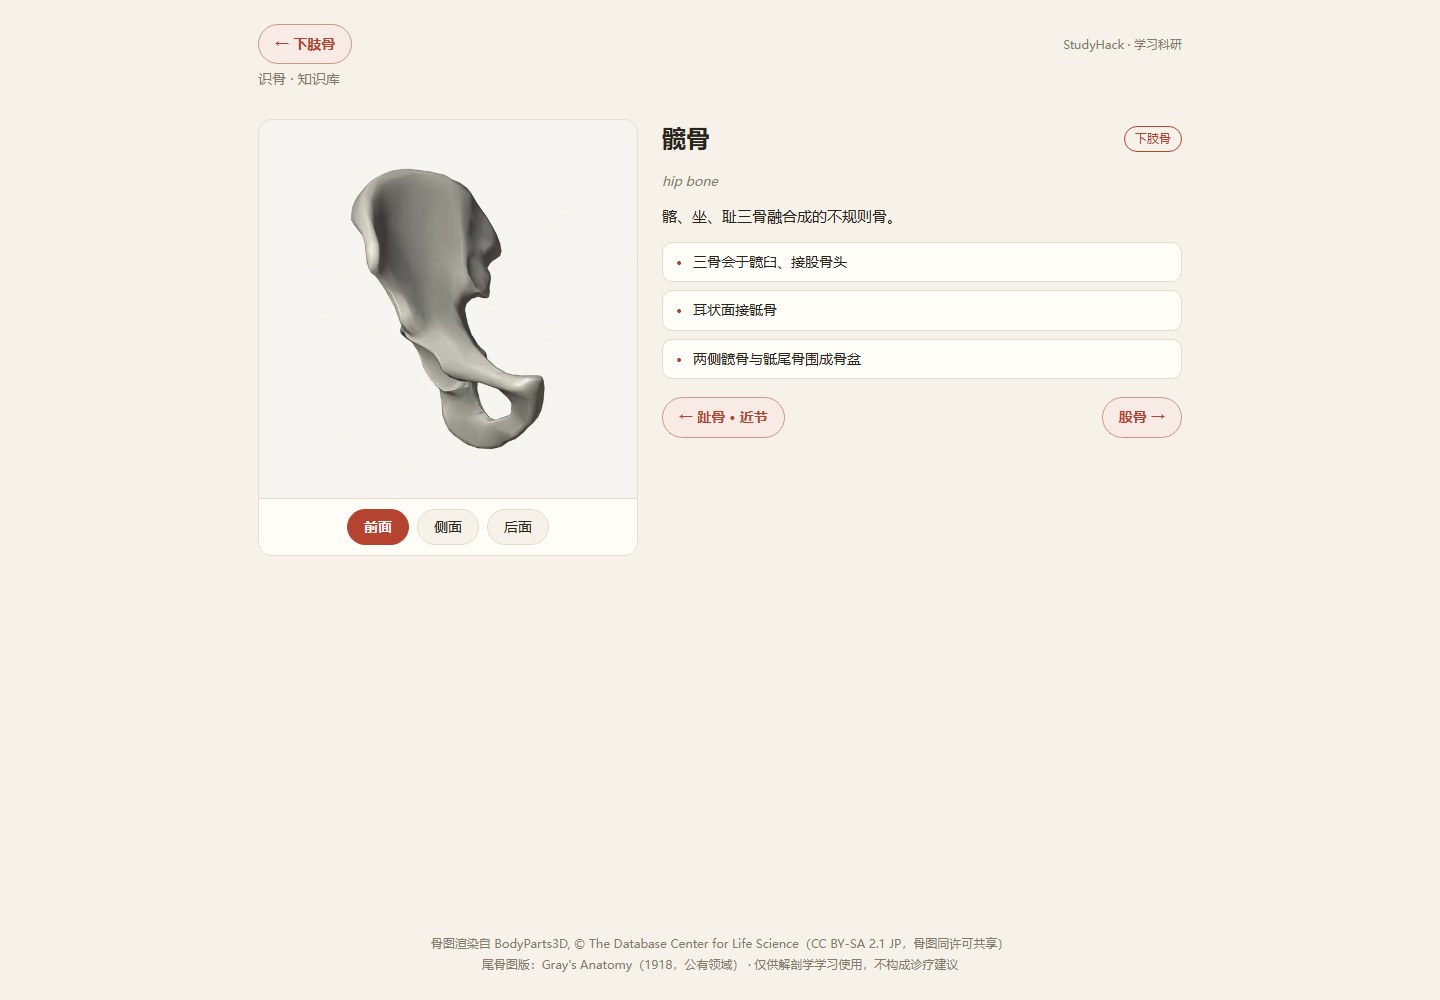 ← 下肢骨
StudyHack · 学习科研
识骨 · 知识库
髋骨
下肢骨
hip bone
髂、坐、耻三骨融合成的不规则骨。
• 三骨会于髋臼、接股骨头
• 耳状面接骶骨
• 两侧髋骨与骶尾骨围成骨盆
← 趾骨 • 近节
股骨 →
前面
侧面
后面
骨图渲染自 BodyParts3D, © The Database Center for Life Science（CC BY-SA 2.1 JP，骨图同许可共享）
尾骨图版：Gray's Anatomy（1918，公有领域） · 仅供解剖学学习使用，不构成诊疗建议